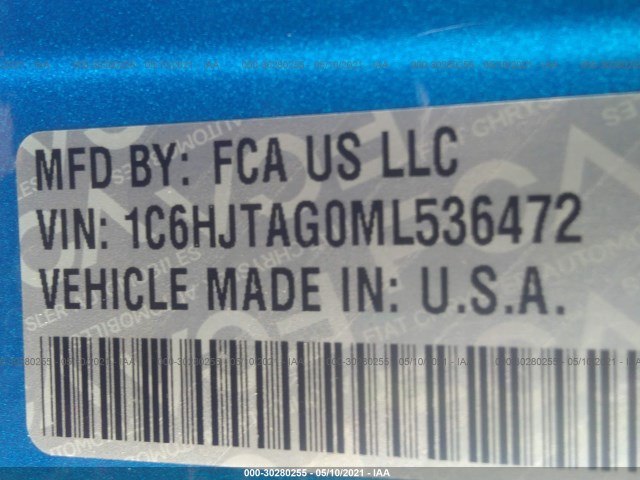 MFD BY: FCA US LLC
VIN: 1C6HJTAG0ML536472
VEHICLE MADE IN: U.S.A.
000-30280255 - 05/10/2021 - IAA